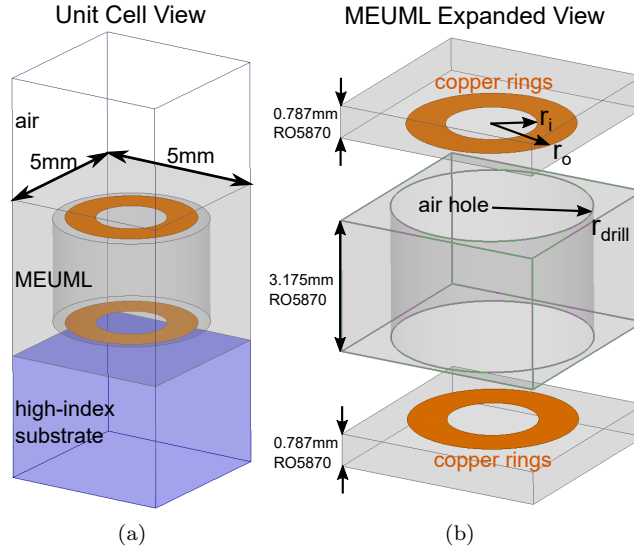 Unit Cell View
air
5mm
5mm
MEUML
high-index
substrate
(a)
MEUML Expanded View
copper rings
0.787mm
RO5870
r_i
r_o
air hole
r_drill
3.175mm
RO5870
0.787mm
RO5870
copper rings
(b)